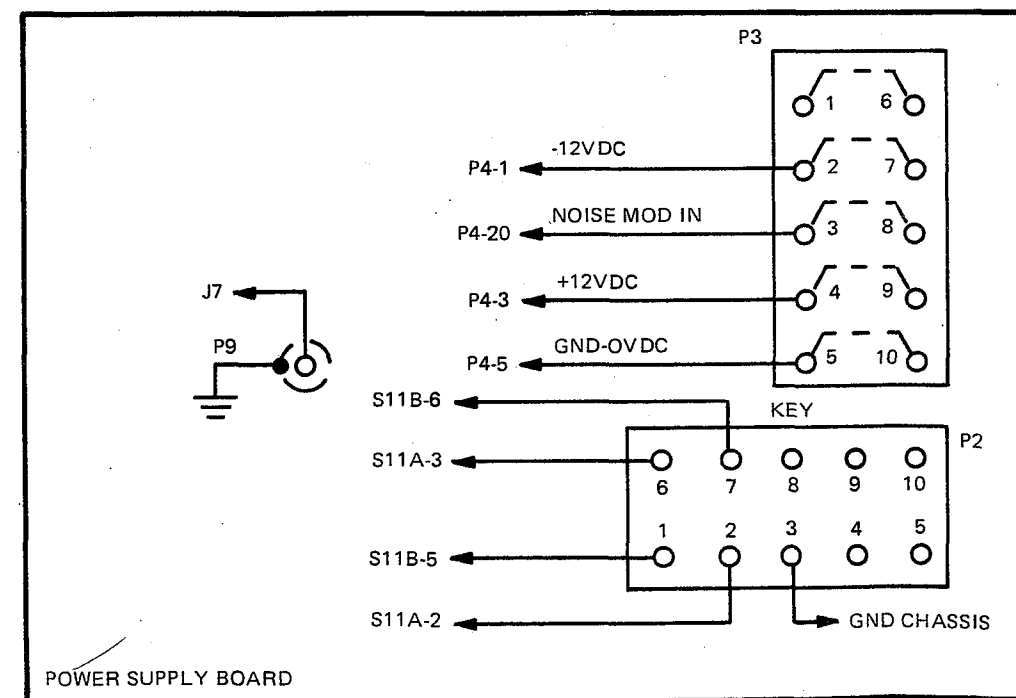 P3
1 6
-12VDC
P4-1 2 7
NOISE MOD IN
P4-20 3 8
+12VDC
P4-3 4 9
GND-OVDC
P4-5 5 10
J7
P9
S11B-6
KEY
P2
S11A-3
6 7 8 9 10
1 2 3 4 5
S11B-5
S11A-2
GND CHASSIS
POWER SUPPLY BOARD